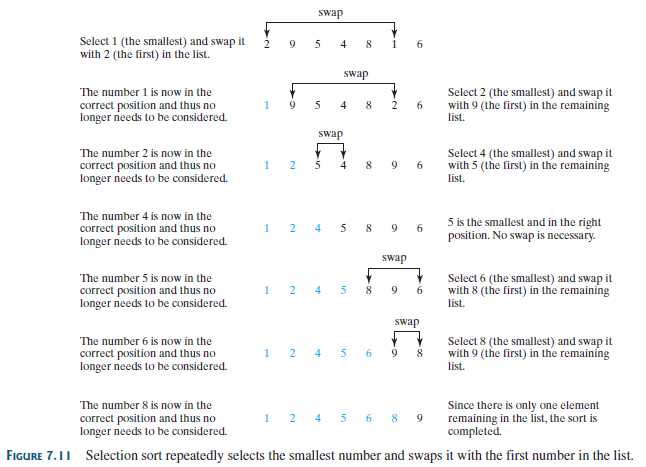 swap
Select 1 (the smallest) and swap it
with 2 (the first) in the list.
2 9 5 4 8 1 6
swap
The number 1 is now in the
correct position and thus no
longer needs to be considered.
1 9 5 4 8 2 6
Select 2 (the smallest) and swap it
with 9 (the first) in the remaining
list.
swap
The number 2 is now in the
correct position and thus no
longer needs to be considered.
1 2 5 4 8 9 6
Select 4 (the smallest) and swap it
with 5 (the first) in the remaining
list.
The number 4 is now in the
correct position and thus no
longer needs to be considered.
1 2 4 5 8 9 6
5 is the smallest and in the right
position. No swap is necessary.
swap
The number 5 is now in the
correct position and thus no
longer needs to be considered.
1 2 4 5 8 9 6
Select 6 (the smallest) and swap it
with 8 (the first) in the remaining
list.
swap
The number 6 is now in the
correct position and thus no
longer needs to be considered.
1 2 4 5 6 9 8
Select 8 (the smallest) and swap it
with 9 (the first) in the remaining
list.
The number 8 is now in the
correct position and thus no
longer needs to be considered.
1 2 4 5 6 8 9
Since there is only one element
remaining in the list, the sort is
completed.
FIGURE 7.11 Selection sort repeatedly selects the smallest number and swaps it with the first number in the list.